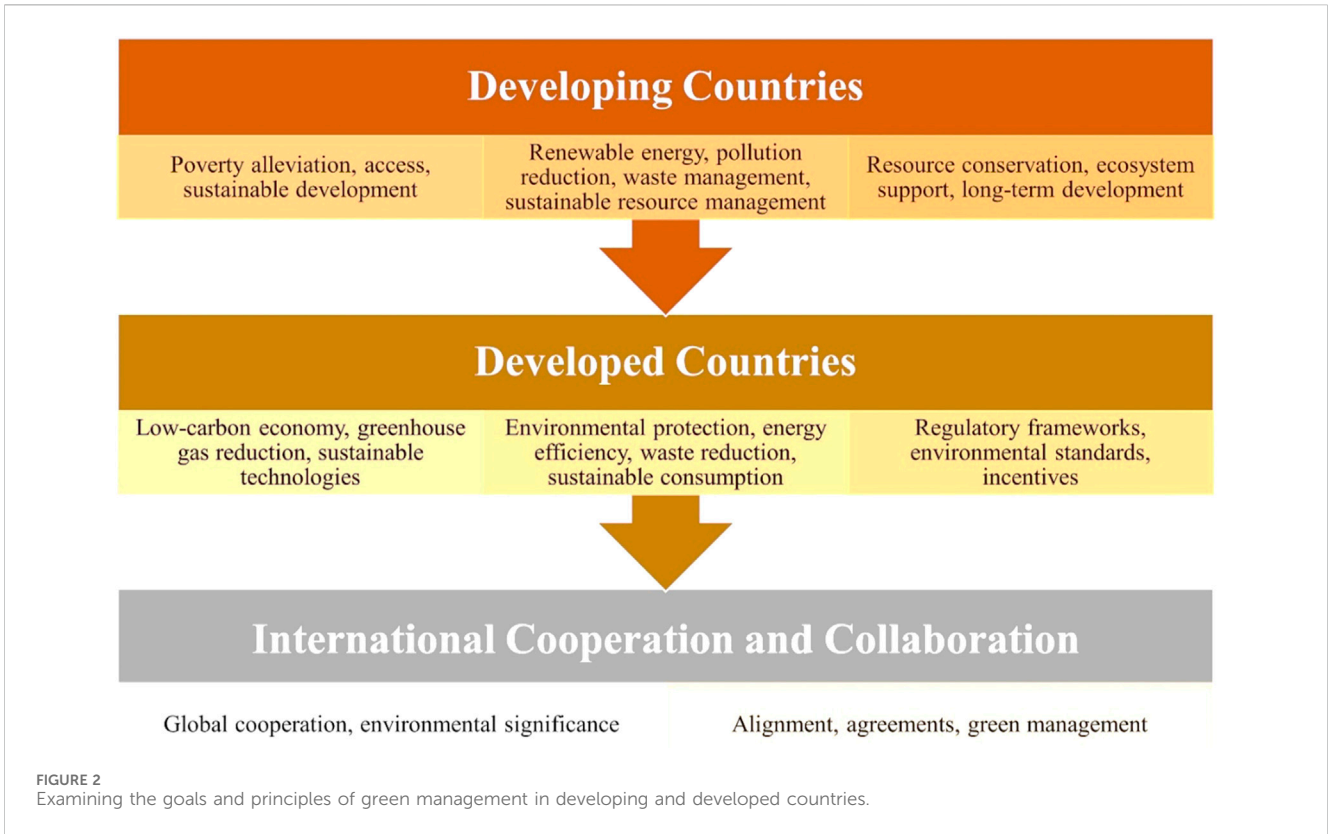 Developing Countries
Poverty alleviation, access,
sustainable development
Renewable energy, pollution
reduction, waste management,
sustainable resource management
Resource conservation, ecosystem
support, long-term development
Developed Countries
Low-carbon economy, greenhouse
gas reduction, sustainable
technologies
Environmental protection, energy
efficiency, waste reduction,
sustainable consumption
Regulatory frameworks,
environmental standards,
incentives
International Cooperation and Collaboration
Global cooperation, environmental significance
Alignment, agreements, green management
FIGURE 2
Examining the goals and principles of green management in developing and developed countries.